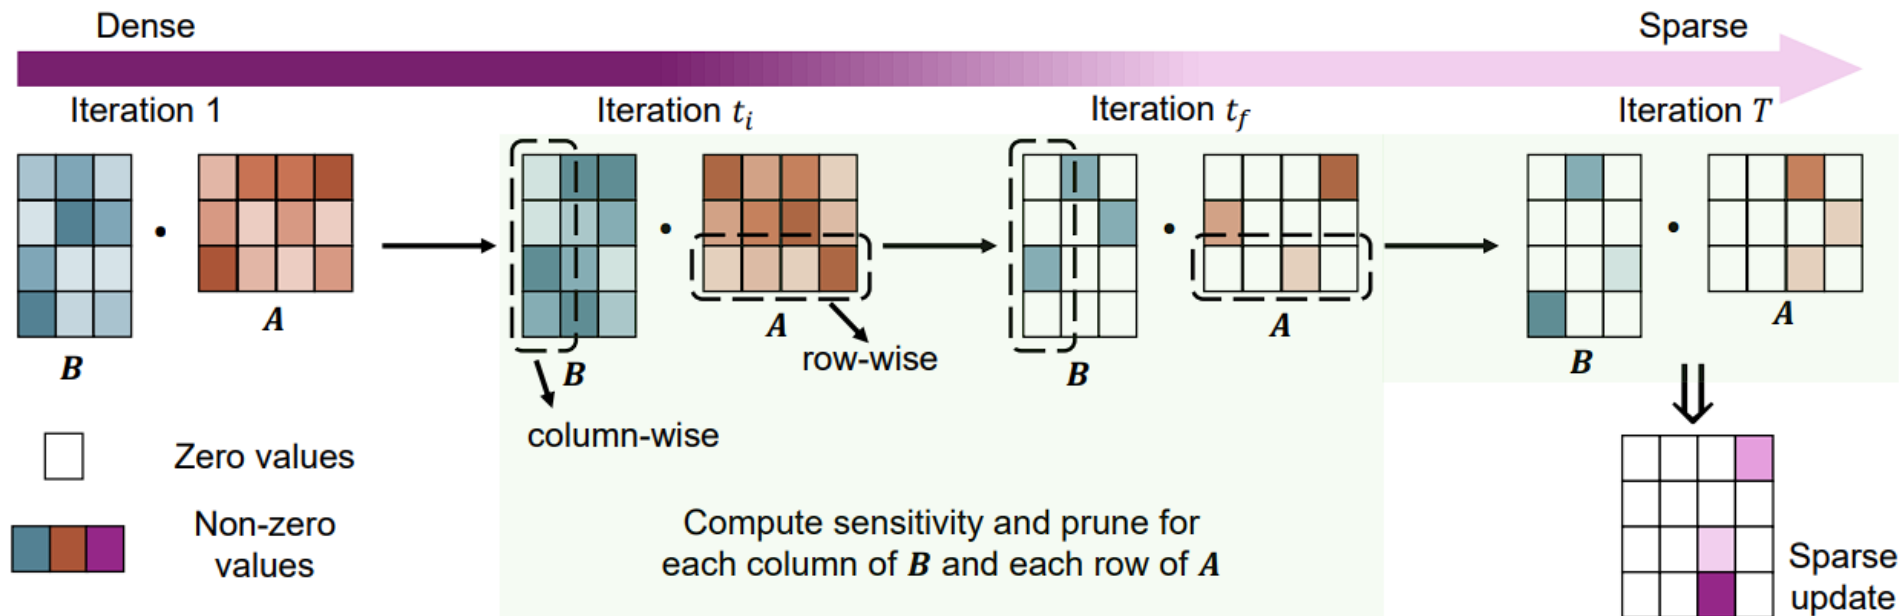 Dense
Sparse
Iteration 1
Iteration t_i
Iteration t_f
Iteration T
B
·
A
B
·
A
row-wise
column-wise
B
·
A
B
·
A
Zero values
Non-zero
values
Compute sensitivity and prune for
each column of B and each row of A
Sparse
update